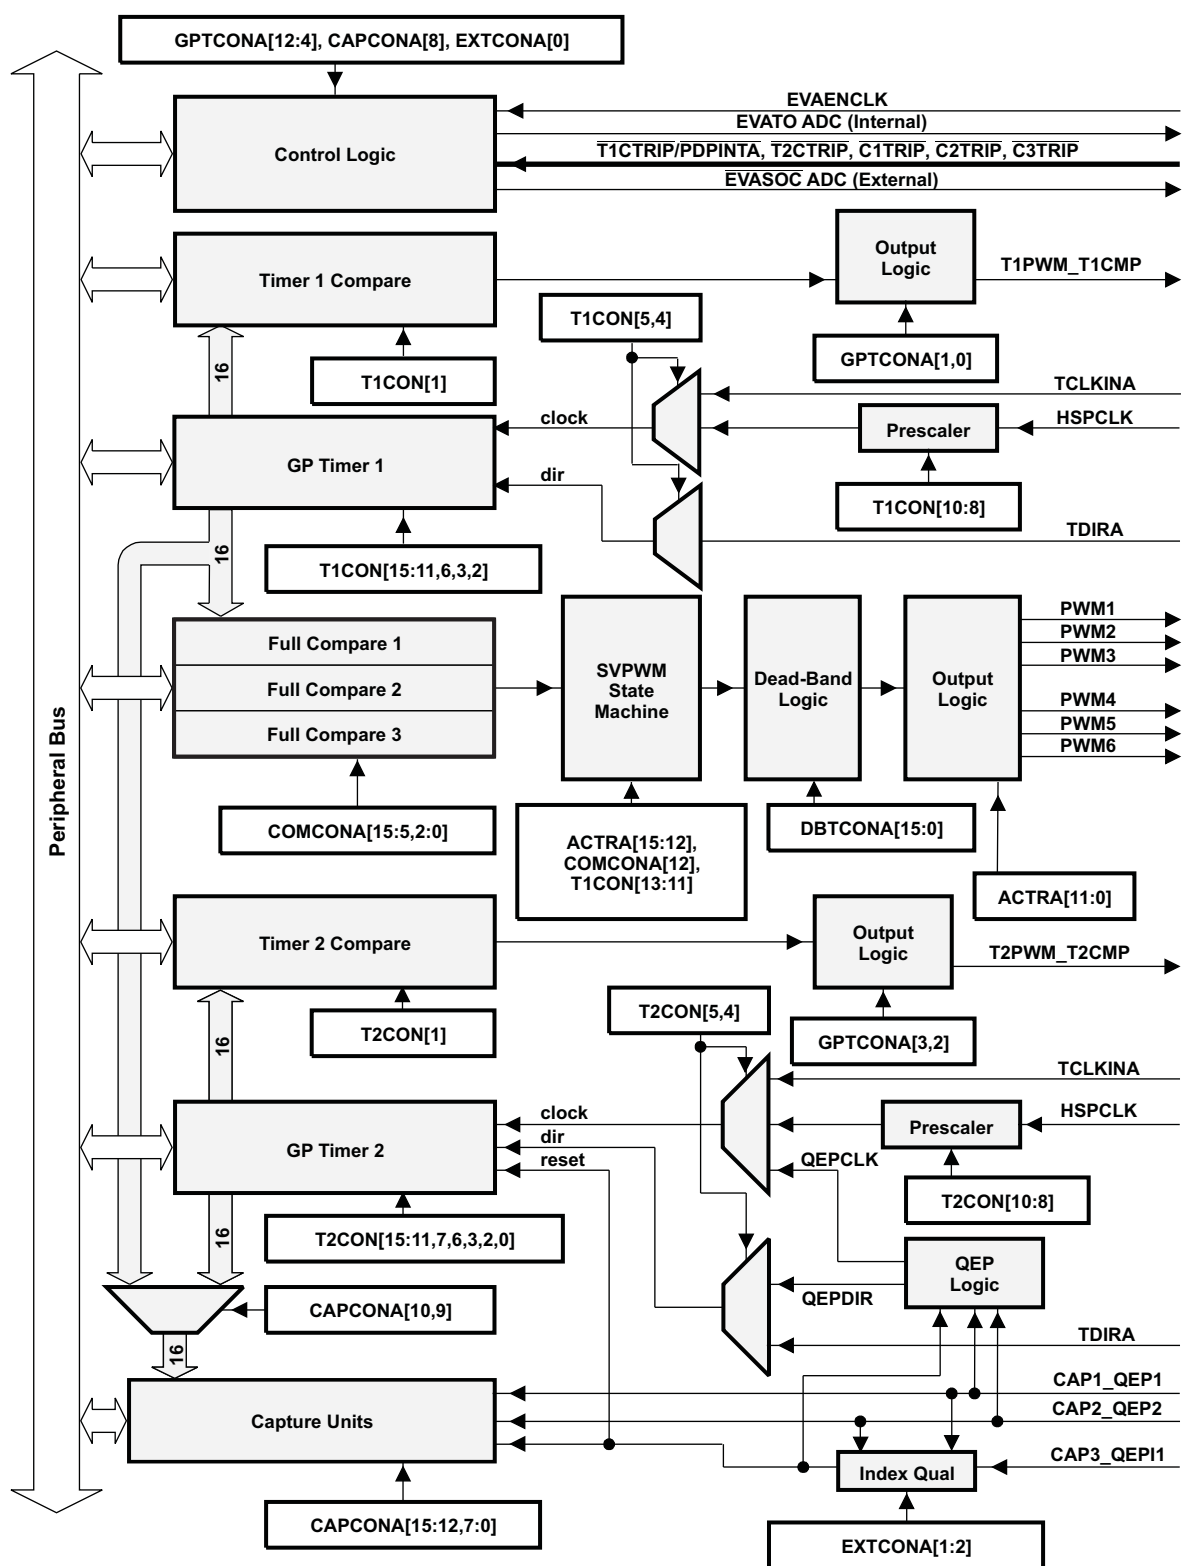 GPTCONA[12:4], CAPCONA[8], EXTCONA[0]
Control Logic
EVAENCLK
EVATO ADC (Internal)
T1CTRIP/PDPINTA, T2CTRIP, C1TRIP, C2TRIP, C3TRIP
EVASOC ADC (External)
Timer 1 Compare
Output
Logic
T1PWM_T1CMP
T1CON[5,4]
GPTCONA[1,0]
16
T1CON[1]
TCLKINA
clock
Prescaler
HSPCLK
GP Timer 1
dir
T1CON[10:8]
TDIRA
16
T1CON[15:11,6,3,2]
Full Compare 1
Full Compare 2
Full Compare 3
SVPWM
State
Machine
Dead-Band
Logic
Output
Logic
PWM1
PWM2
PWM3
PWM4
PWM5
PWM6
Peripheral Bus
COMCONA[15:5,2:0]
ACTRA[15:12],
COMCONA[12],
T1CON[13:11]
DBTCONA[15:0]
ACTRA[11:0]
Timer 2 Compare
Output
Logic
T2PWM_T2CMP
T2CON[5,4]
GPTCONA[3,2]
T2CON[1]
16
TCLKINA
clock
Prescaler
HSPCLK
GP Timer 2
dir
reset
QEPCLK
T2CON[10:8]
16
T2CON[15:11,7,6,3,2,0]
QEP
Logic
QEPDIR
CAPCONA[10,9]
TDIRA
16
Capture Units
CAP1_QEP1
CAP2_QEP2
Index Qual
CAP3_QEPI1
CAPCONA[15:12,7:0]
EXTCONA[1:2]